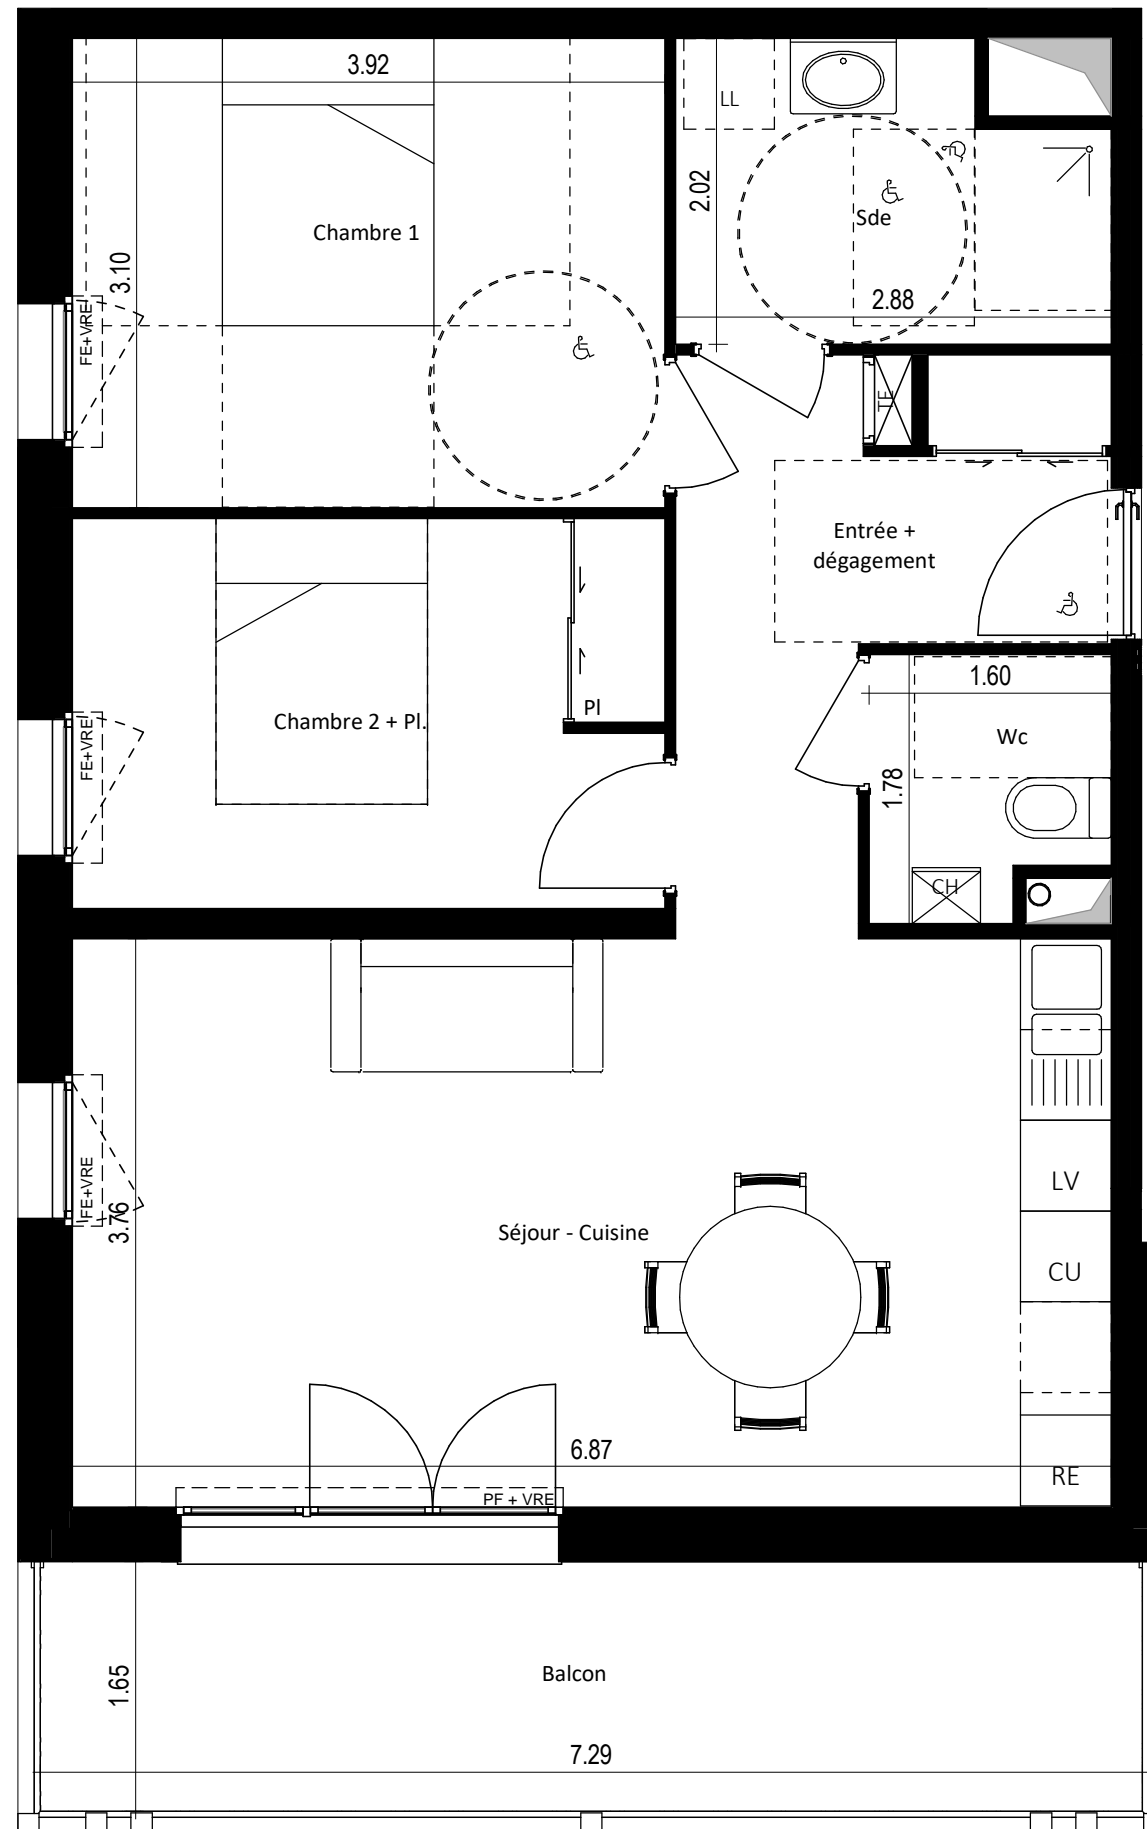 3.92
LL
2.02
Chambre 1
Sde
3.10
2.88
FE+VRE
TE
Entrée +
dégagement
1.60
Pl
Chambre 2 + Pl.
FE+VRE
Wc
1.78
CH
LV
FE+VRE
3.76
Séjour - Cuisine
CU
6.87
RE
PF + VRE
1.65
Balcon
7.29